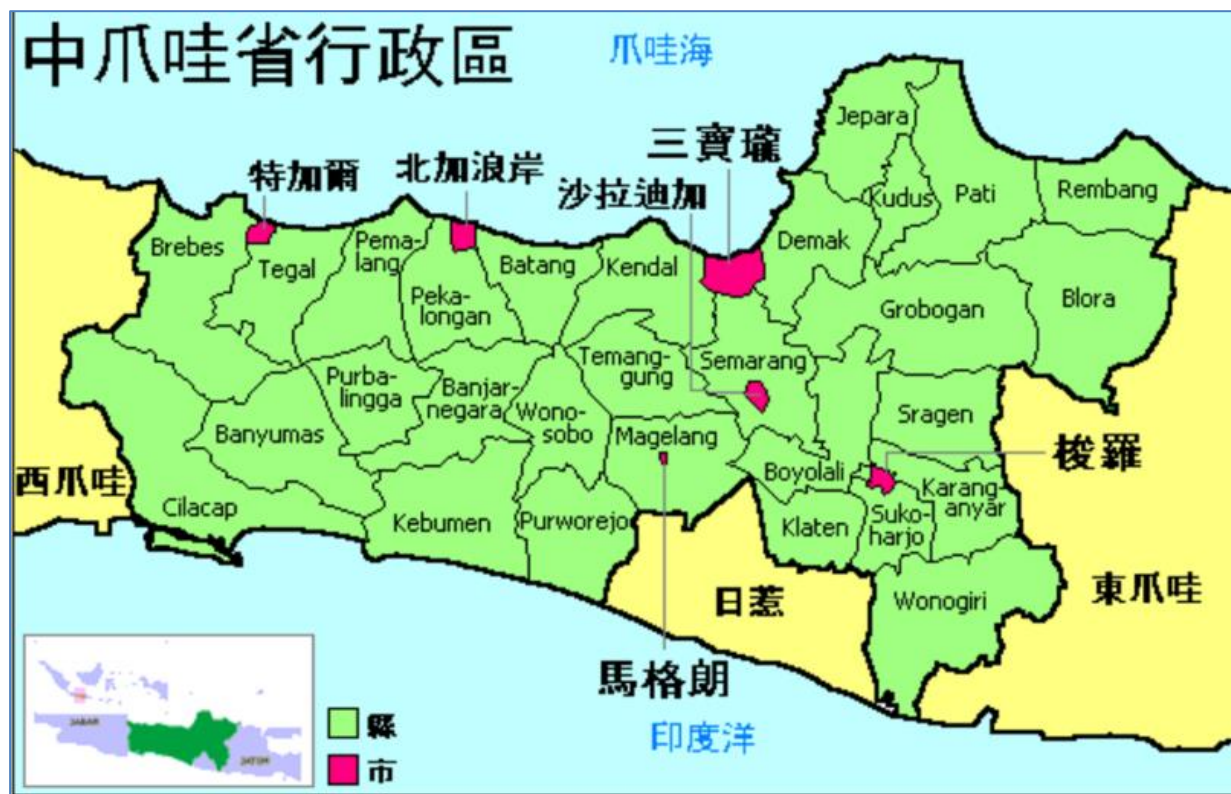 中爪哇省行政區
爪哇海
三寶瓏
特加爾
北加浪岸
沙拉迪加
Jepara
Kudus
Pati
Rembang
Brebes
Tegal
Pema-
lang
Peka-
longan
Batang
Kendal
Demak
Grobogan
Blora
Purba-
lingga
Banjar-
negara
Wono-
sobo
Temang-
gung
Semarang
Sragen
Banyumas
Magelang
Boyolali
梭羅
Karang-
anyar
西爪哇
Cilacap
Kebumen
Purworejo
Klaten
Suko-
harjo
日惹
Wonogiri
東爪哇
馬格朗
印度洋
JABAR
JATIM
縣
市